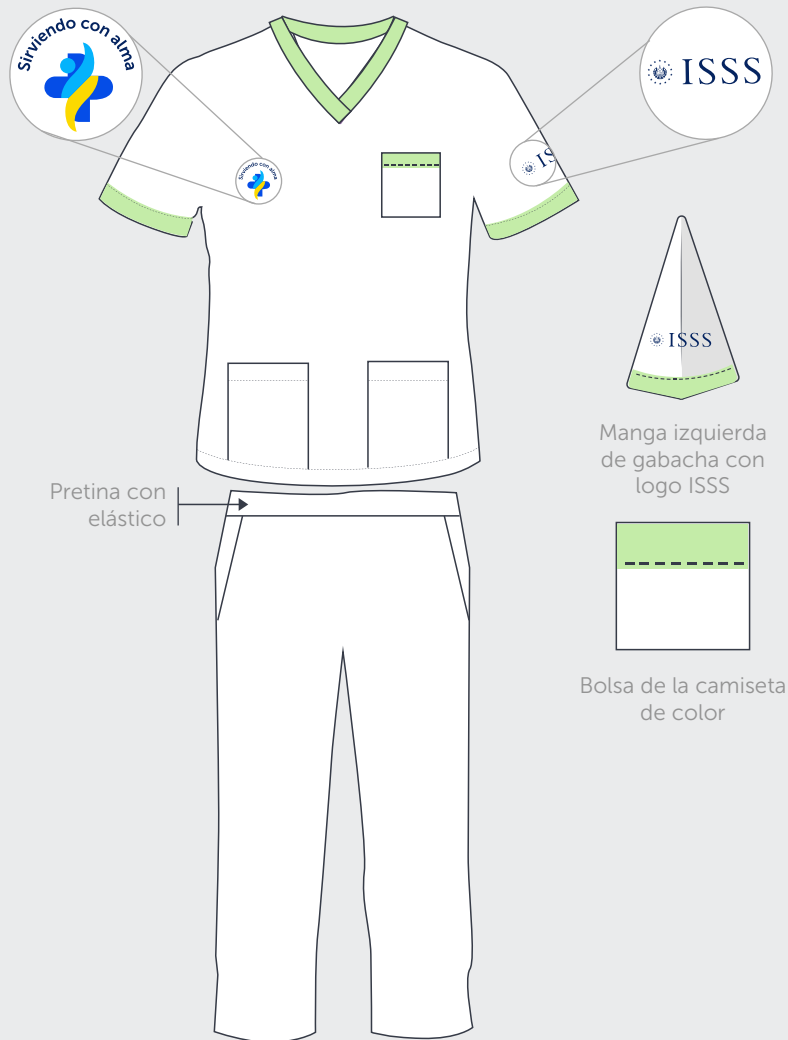 Sirviendo con alma
ISSS
Sirviendo con alma
ISS
ISSS
Manga izquierda
de gabacha con
logo ISSS
Pretina con
elástico
Bolsa de la camiseta
de color